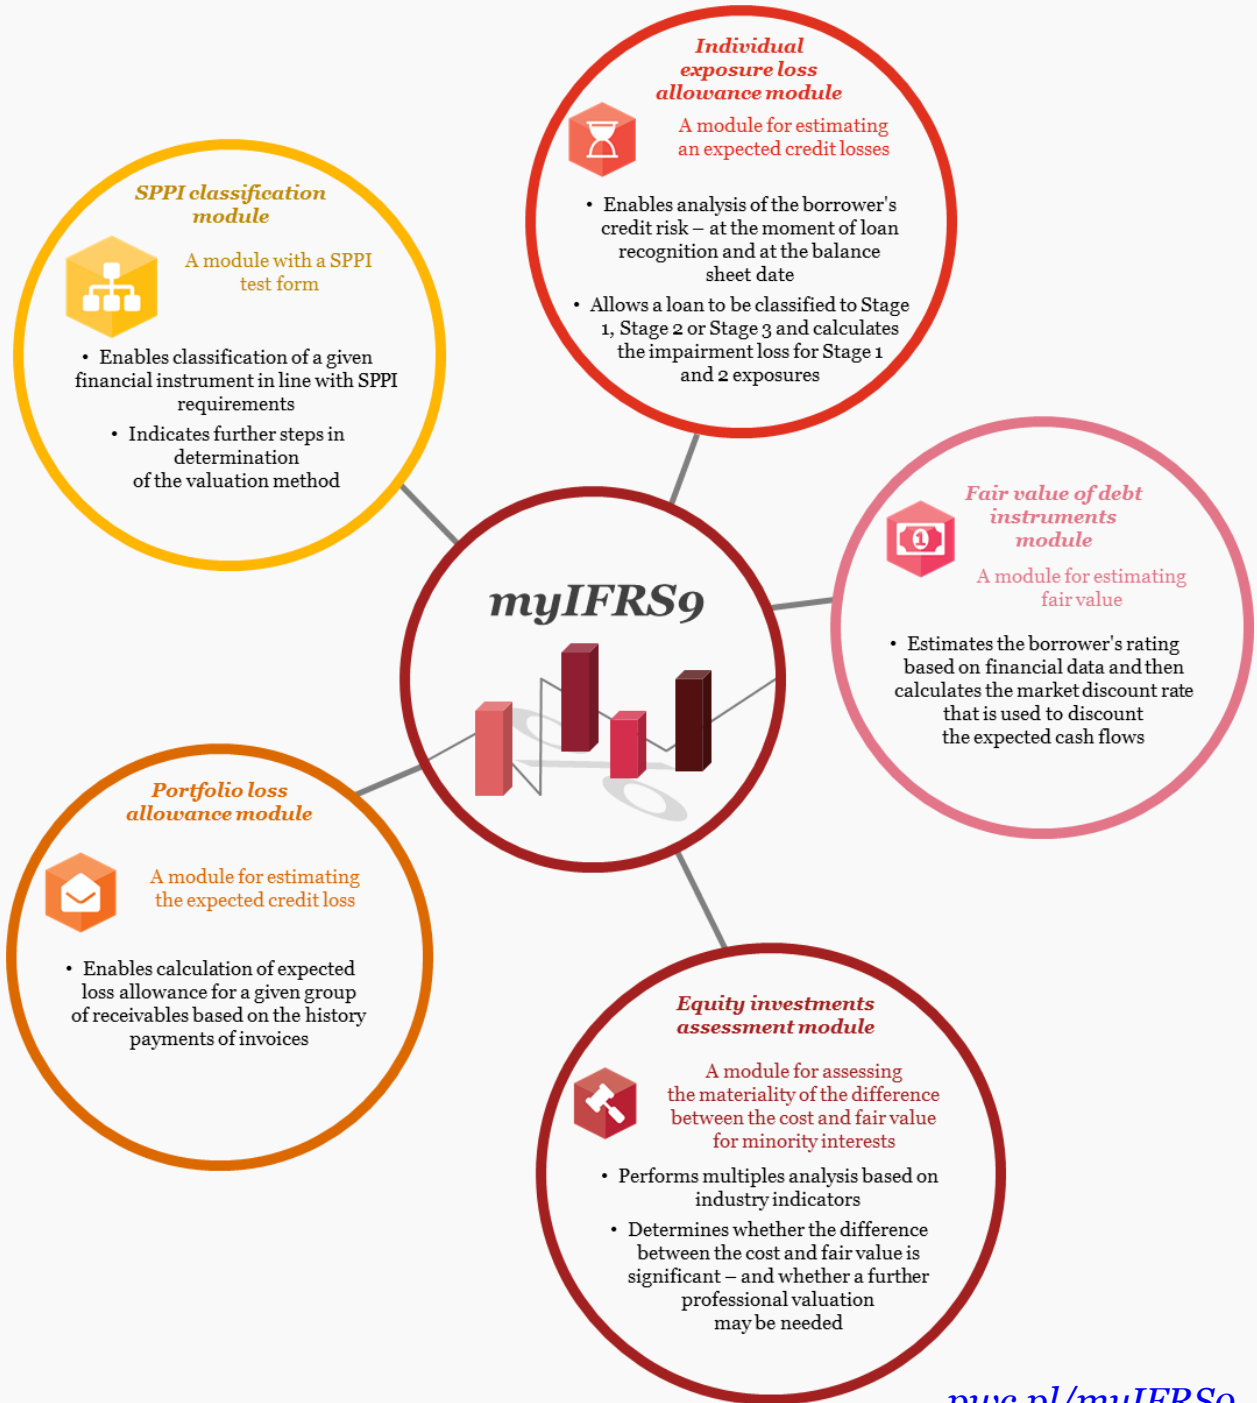 Individual
exposure loss
allowance module
A module for estimating
an expected credit losses
• Enables analysis of the borrower's
credit risk – at the moment of loan
recognition and at the balance
sheet date
• Allows a loan to be classified to Stage
1, Stage 2 or Stage 3 and calculates
the impairment loss for Stage 1
and 2 exposures
SPPI classification
module
A module with a SPPI
test form
• Enables classification of a given
financial instrument in line with SPPI
requirements
• Indicates further steps in
determination
of the valuation method
Fair value of debt
instruments
module
1
A module for estimating
fair value
• Estimates the borrower's rating
based on financial data and then
calculates the market discount rate
that is used to discount
the expected cash flows
myIFRS9
Portfolio loss
allowance module
A module for estimating
the expected credit loss
• Enables calculation of expected
loss allowance for a given group
of receivables based on the history
payments of invoices
Equity investments
assessment module
A module for assessing
the materiality of the difference
between the cost and fair value
for minority interests
• Performs multiples analysis based on
industry indicators
• Determines whether the difference
between the cost and fair value is
significant – and whether a further
professional valuation
may be needed
pwc.pl/myIFRS9